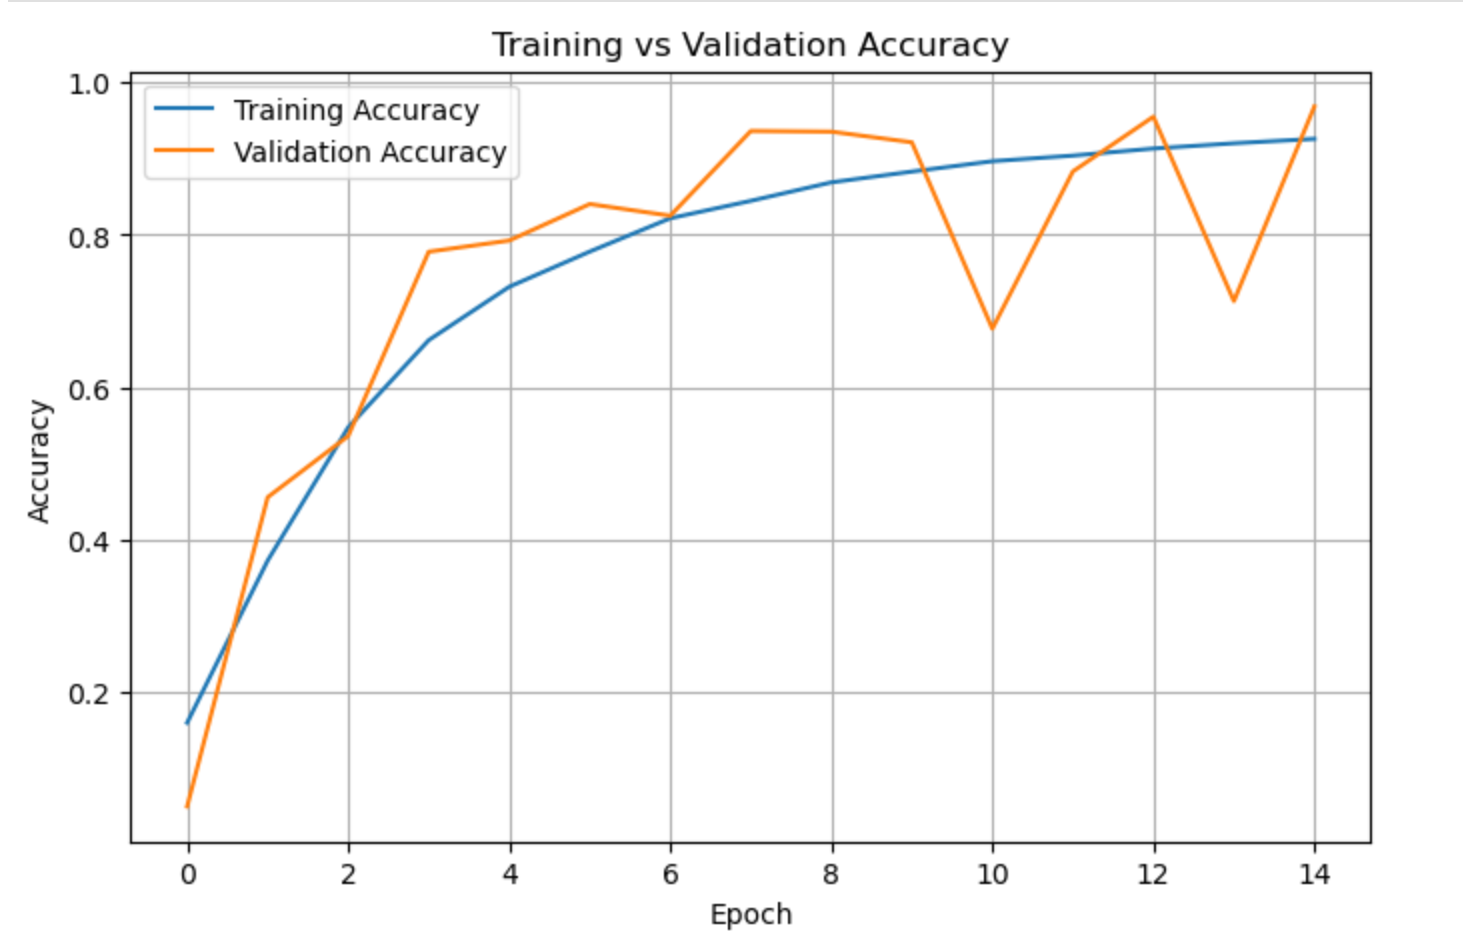 Training vs Validation Accuracy
Training Accuracy
Validation Accuracy
1.0
0.8
0.6
0.4
0.2
Accuracy
0 2 4 6 8 10 12 14
Epoch